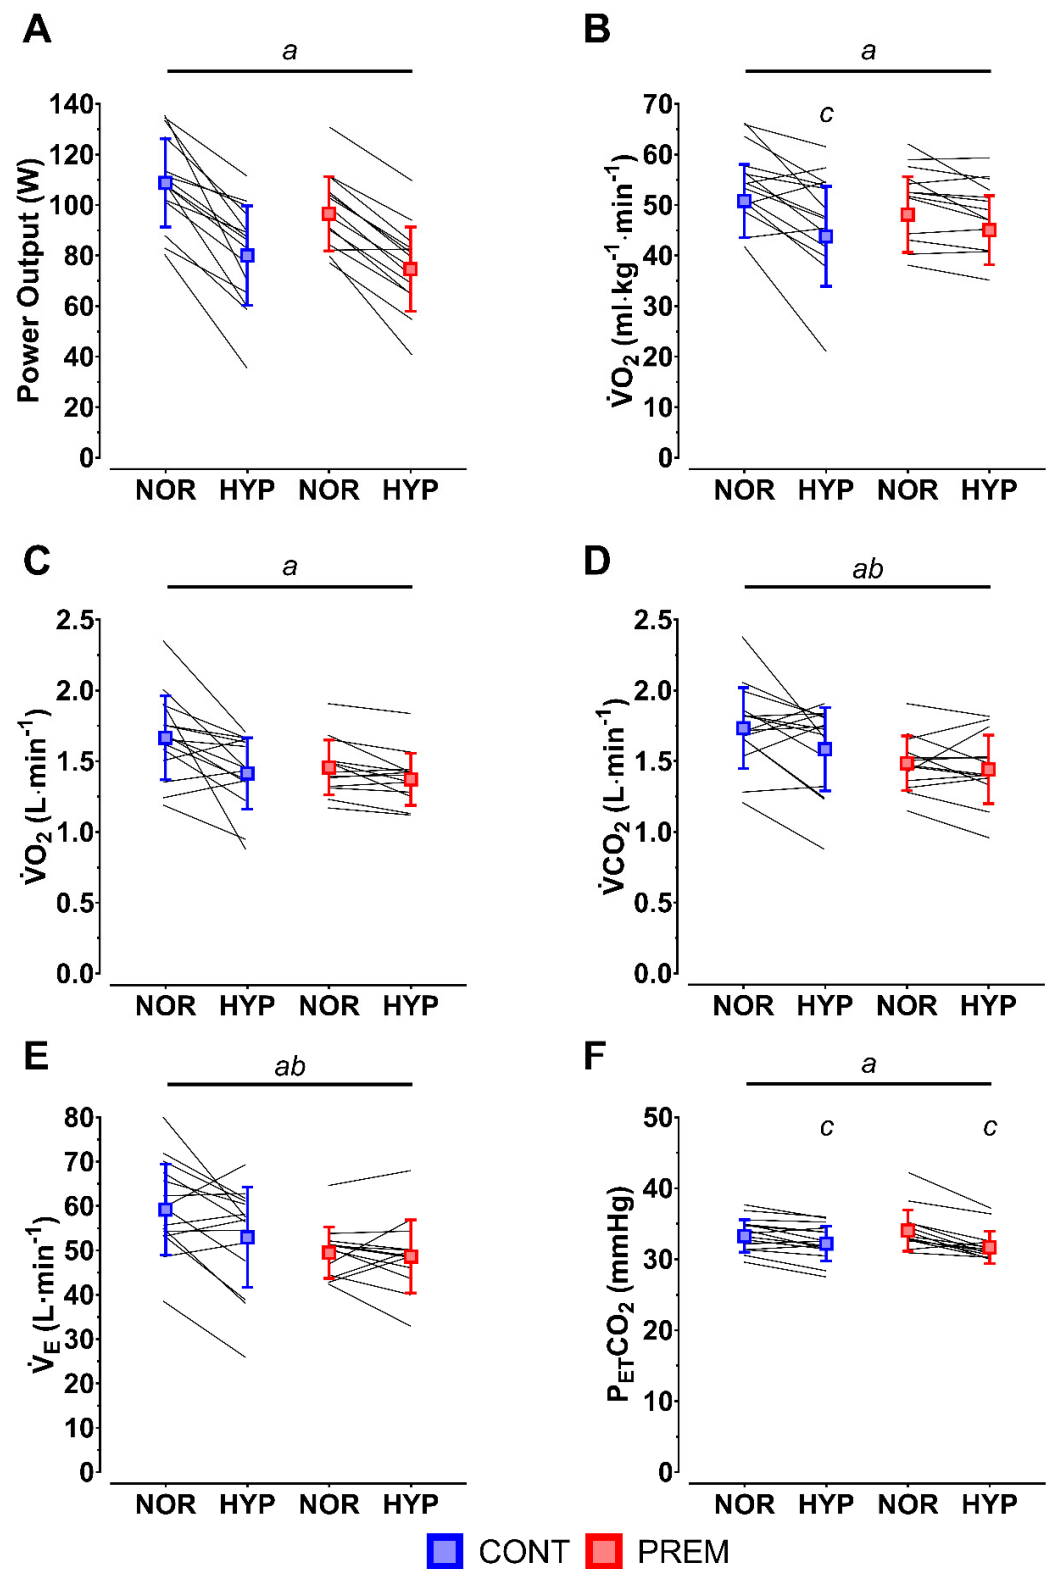 A
a
Power Output (W)
140
120
100
80
60
40
20
0
NOR HYP NOR HYP
B
a
c
V̇O₂ (ml·kg⁻¹·min⁻¹)
70
60
50
40
30
20
10
0
NOR HYP NOR HYP
C
a
V̇O₂ (L·min⁻¹)
2.5
2.0
1.5
1.0
0.5
0.0
NOR HYP NOR HYP
D
ab
V̇CO₂ (L·min⁻¹)
2.5
2.0
1.5
1.0
0.5
0.0
NOR HYP NOR HYP
E
ab
V̇E (L·min⁻¹)
80
70
60
50
40
30
20
10
0
NOR HYP NOR HYP
F
a
c c
PETCO₂ (mmHg)
50
40
30
20
10
0
NOR HYP NOR HYP
CONT PREM